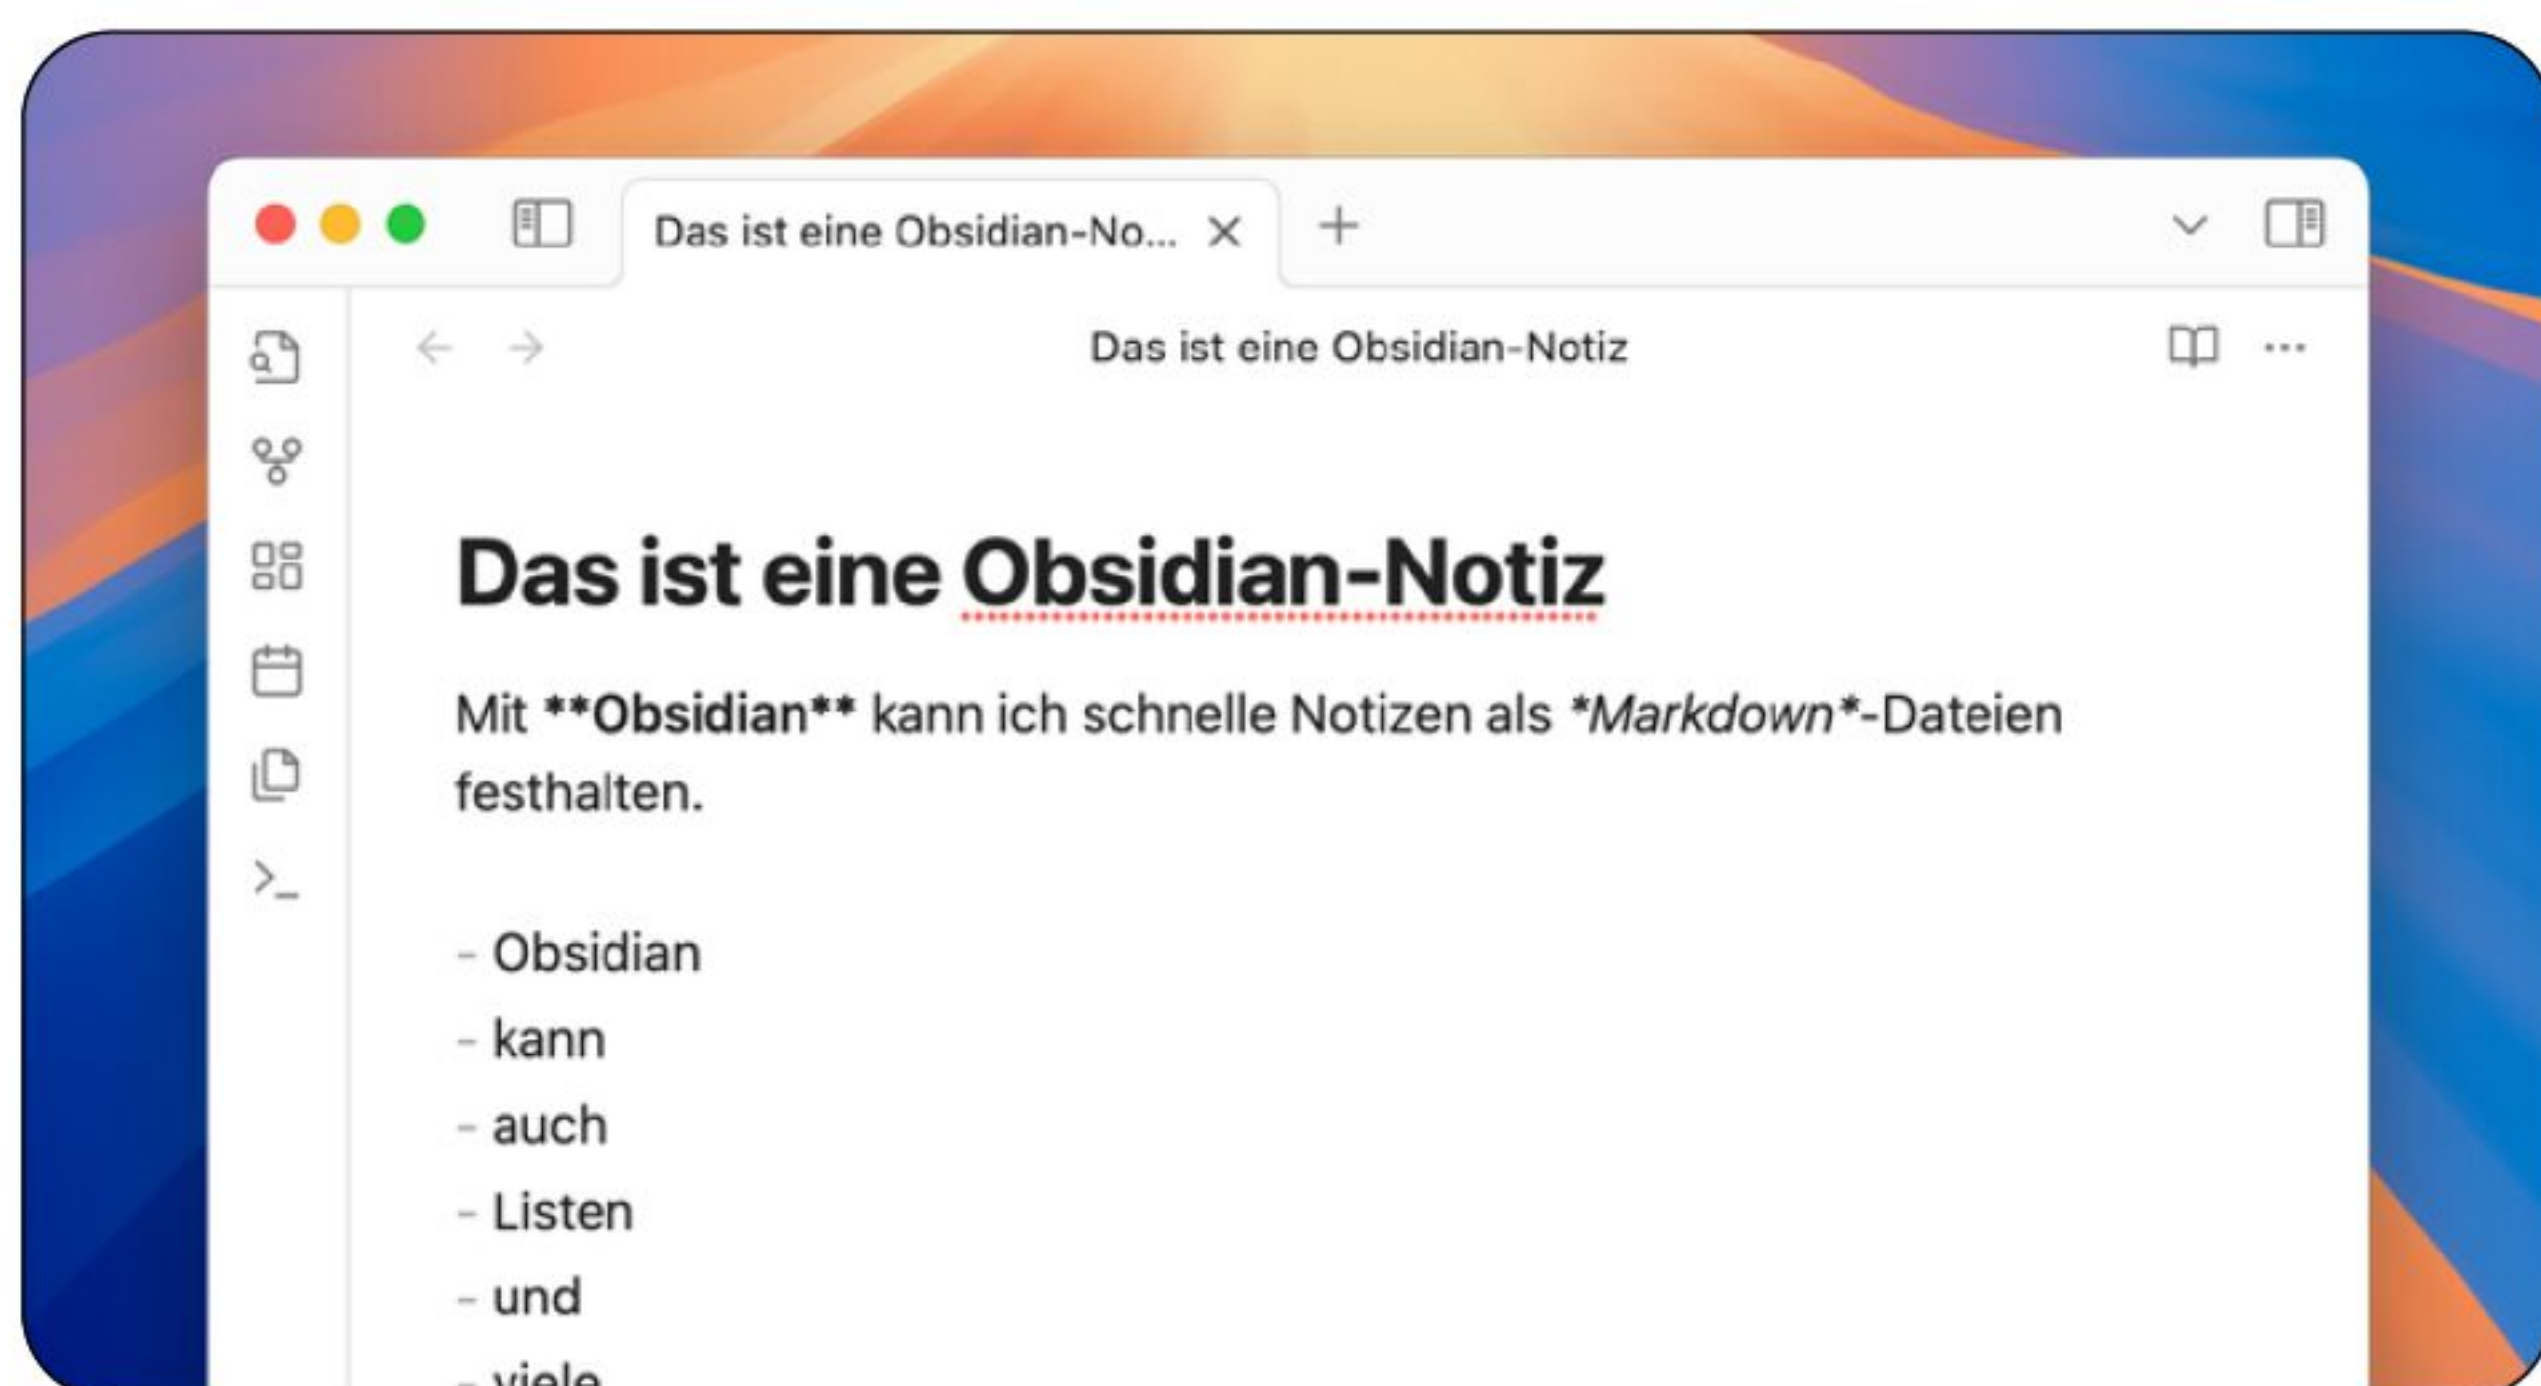 Das ist eine Obsidian-No...
Das ist eine Obsidian-Notiz
Das ist eine Obsidian-Notiz
Mit **Obsidian** kann ich schnelle Notizen als *Markdown*-Dateien
festhalten.
- Obsidian
- kann
- auch
- Listen
- und
- viele